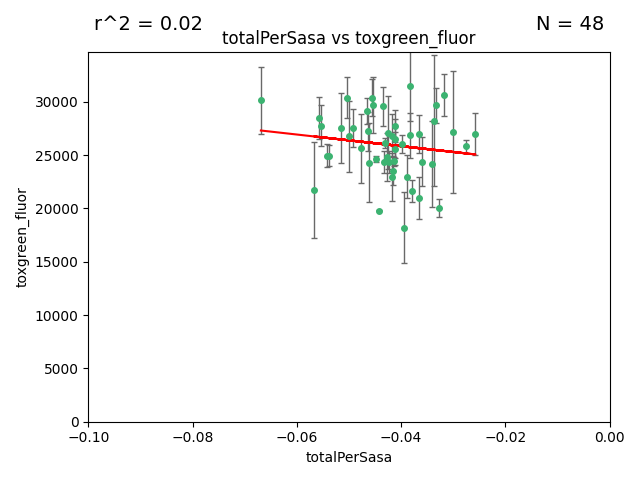 r^2 = 0.02
N = 48
totalPerSasa vs toxgreen_fluor
toxgreen_fluor
30000
25000
20000
15000
10000
5000
0
−0.10
−0.08
−0.06
−0.04
−0.02
0.00
totalPerSasa